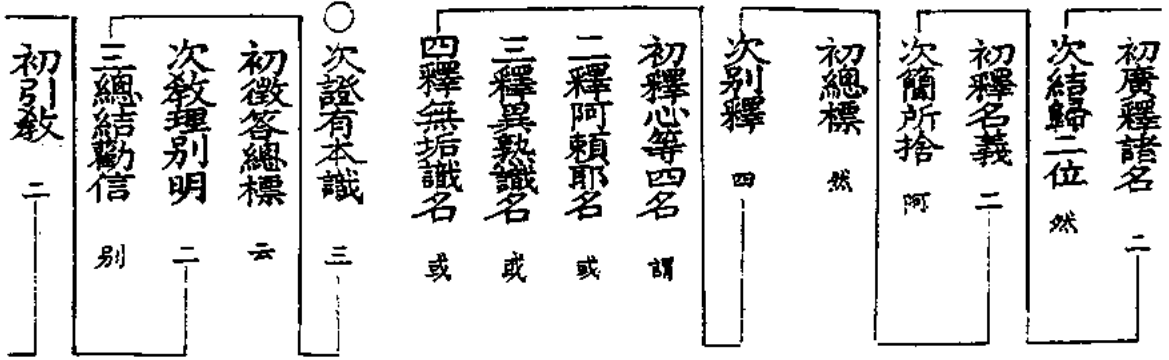 初廣釋諸名 二
次結歸二位 然
初釋名義 二
次簡所捨 阿
初總標 然
次別釋 四
初釋心等四名 謂
二釋阿賴耶名 或
三釋異熟識名 或
四釋無垢識名 或
○次證有本識 三
初徵答總標 云
次教理別明 二
三總結勸信 別
初引教 二